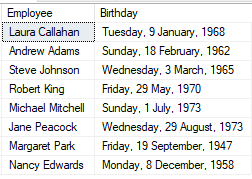 Employee Birthday
Laura Callahan Tuesday, 9 January, 1968
Andrew Adams Sunday, 18 February, 1962
Steve Johnson Wednesday, 3 March, 1965
Robert King Friday, 29 May, 1970
Michael Mitchell Sunday, 1 July, 1973
Jane Peacock Wednesday, 29 August, 1973
Margaret Park Friday, 19 September, 1947
Nancy Edwards Monday, 8 December, 1958